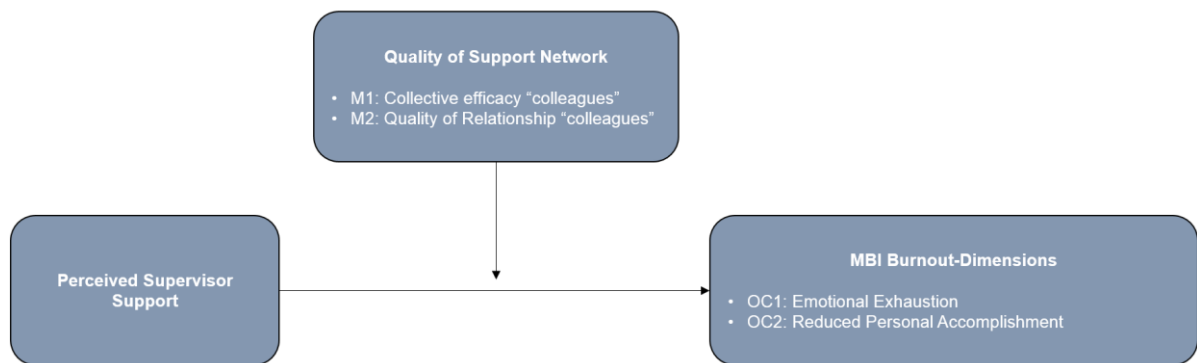 Quality of Support Network
• M1: Collective efficacy “colleagues”
• M2: Quality of Relationship “colleagues”
Perceived Supervisor
Support
MBI Burnout-Dimensions
• OC1: Emotional Exhaustion
• OC2: Reduced Personal Accomplishment